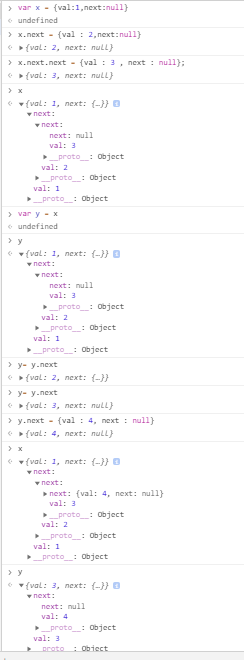 > var x = {val:1,next:null}
undefined
> x.next = {val : 2,next:null}
{val: 2, next: null}
> x.next.next = {val : 3 , next : null};
{val: 3, next: null}
> x
{val: 1, next: {…}}
next:
next:
next: null
val: 3
__proto__: Object
val: 2
__proto__: Object
val: 1
__proto__: Object
> var y = x
undefined
> y
{val: 1, next: {…}}
next:
next:
next: null
val: 3
__proto__: Object
val: 2
__proto__: Object
val: 1
__proto__: Object
> y= y.next
{val: 2, next: {…}}
> y= y.next
{val: 3, next: null}
> y.next = {val : 4, next : null}
{val: 4, next: null}
> x
{val: 1, next: {…}}
next:
next:
next: {val: 4, next: null}
val: 3
__proto__: Object
val: 2
__proto__: Object
val: 1
__proto__: Object
> y
{val: 3, next: {…}}
next:
next: null
val: 4
__proto__: Object
val: 3
__proto__: Object